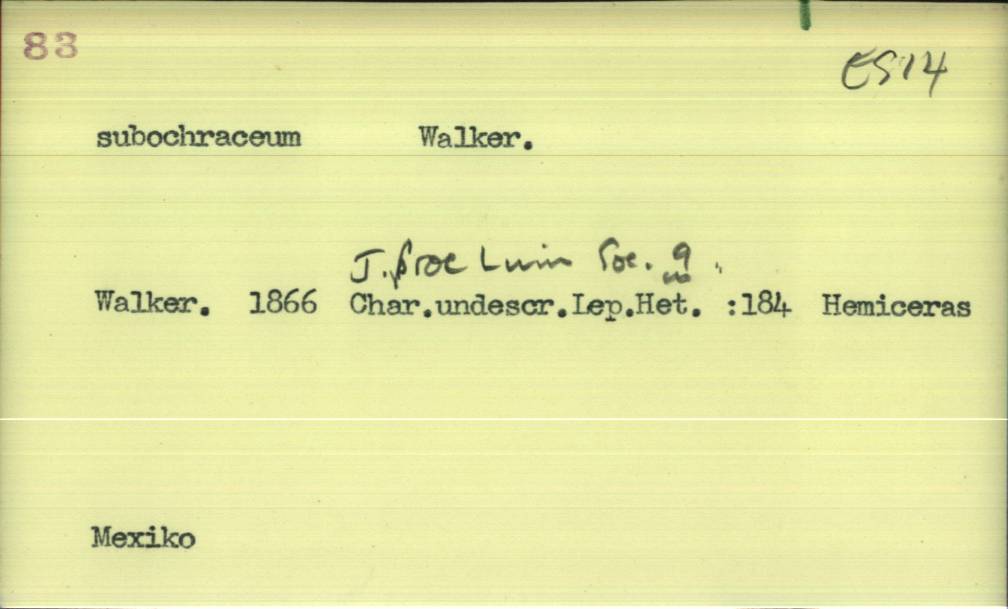 83
ES14
subochraceum Walker.
J. Proc Linn Soc. 9
Walker. 1866 Char.undescr.Lep.Het. :184 Hemiceras
Mexiko